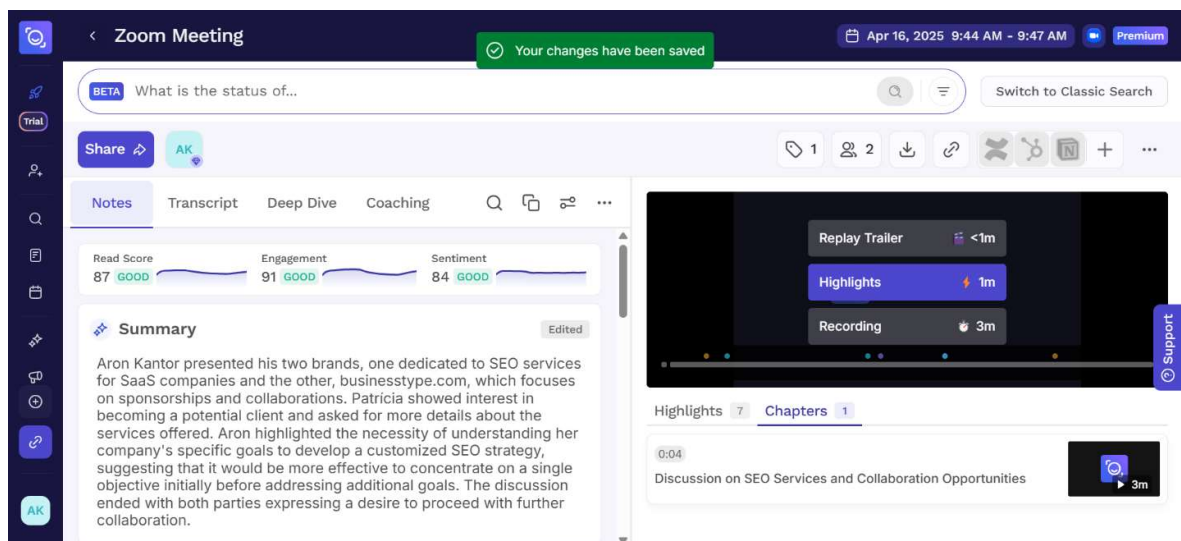 Zoom Meeting
Apr 16, 2025 9:44 AM - 9:47 AM
Premium
Your changes have been saved
BETA What is the status of...
Switch to Classic Search
Trial
Share
AK
1
2
Notes Transcript Deep Dive Coaching
Read Score
87 GOOD
Engagement
91 GOOD
Sentiment
84 GOOD
Summary
Edited
Aron Kantor presented his two brands, one dedicated to SEO services
for SaaS companies and the other, businesstype.com, which focuses
on sponsorships and collaborations. Patrícia showed interest in
becoming a potential client and asked for more details about the
services offered. Aron highlighted the necessity of understanding her
company's specific goals to develop a customized SEO strategy,
suggesting that it would be more effective to concentrate on a single
objective initially before addressing additional goals. The discussion
ended with both parties expressing a desire to proceed with further
collaboration.
Replay Trailer <1m
Highlights 1m
Recording 3m
Support
Highlights 7 Chapters 1
0:04
Discussion on SEO Services and Collaboration Opportunities
3m
AK